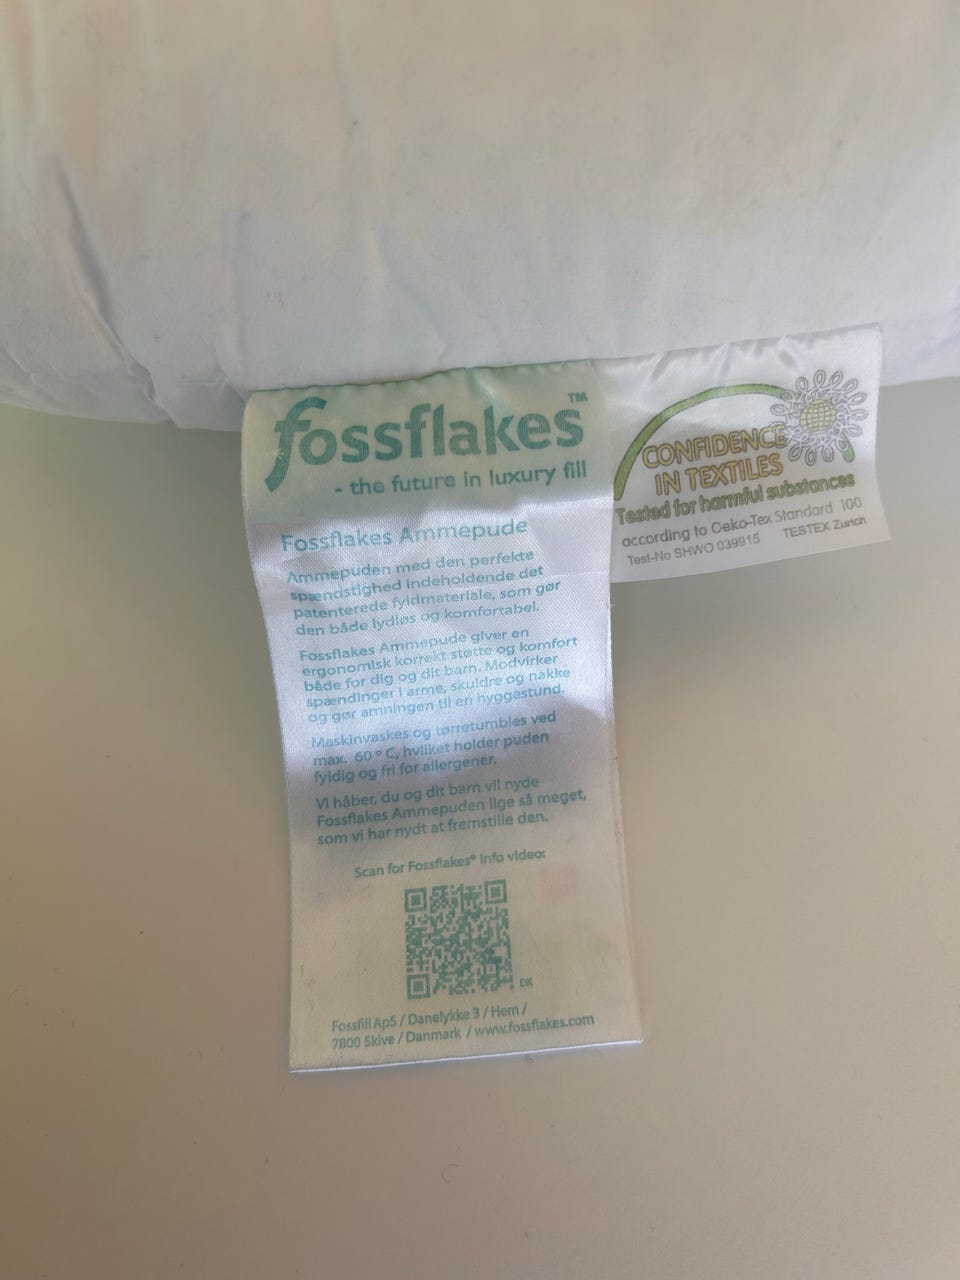 fossflakes™
- the future in luxury fill
Fossflakes Ammepude
Ammepuden med den perfekte
spændstighed indeholdende det
patenterede fyldmateriale, som gør
den både lydløs og komfortabel.
Fossflakes Ammepude giver en
ergonomisk korrekt støtte og komfort
både for dig og dit barn. Modvirker
spændinger i arme, skuldre og nakke
og gør amningen til en hyggestund.
Maskinvaskes og tørretumbles ved
max. 60° C, hvilket holder puden
fyldig og fri for allergener.
Vi håber, du og dit barn vil nyde
Fossflakes Ammepuden lige så meget,
som vi har nydt at fremstille den.
Scan for Fossflakes® info video:
DK
Fossfill ApS / Danelykke 3 / Hem /
7800 Skive / Danmark / www.fossflakes.com
CONFIDENCE
IN TEXTILES
Tested for harmful substances
according to Oeko-Tex Standard 100
Test-No SHWO 039915 TESTEX Zurich